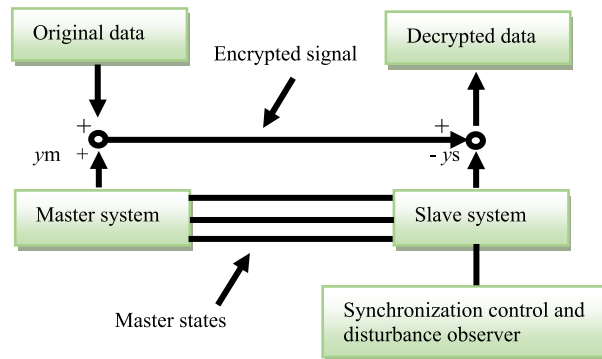 Original data
Decrypted data
Encrypted signal
+
+
ym +
- ys
Master system
Slave system
Master states
Synchronization control and
disturbance observer